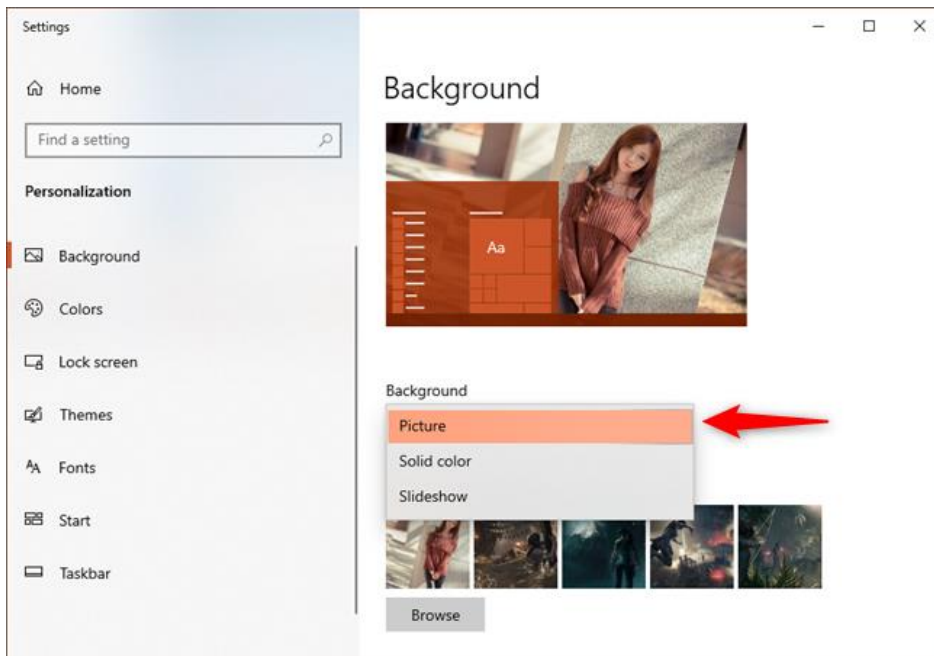 Settings
Home
Find a setting
Personalization
Background
Colors
Lock screen
Themes
Fonts
Start
Taskbar
Background
Aa
Background
Picture
Solid color
Slideshow
Browse